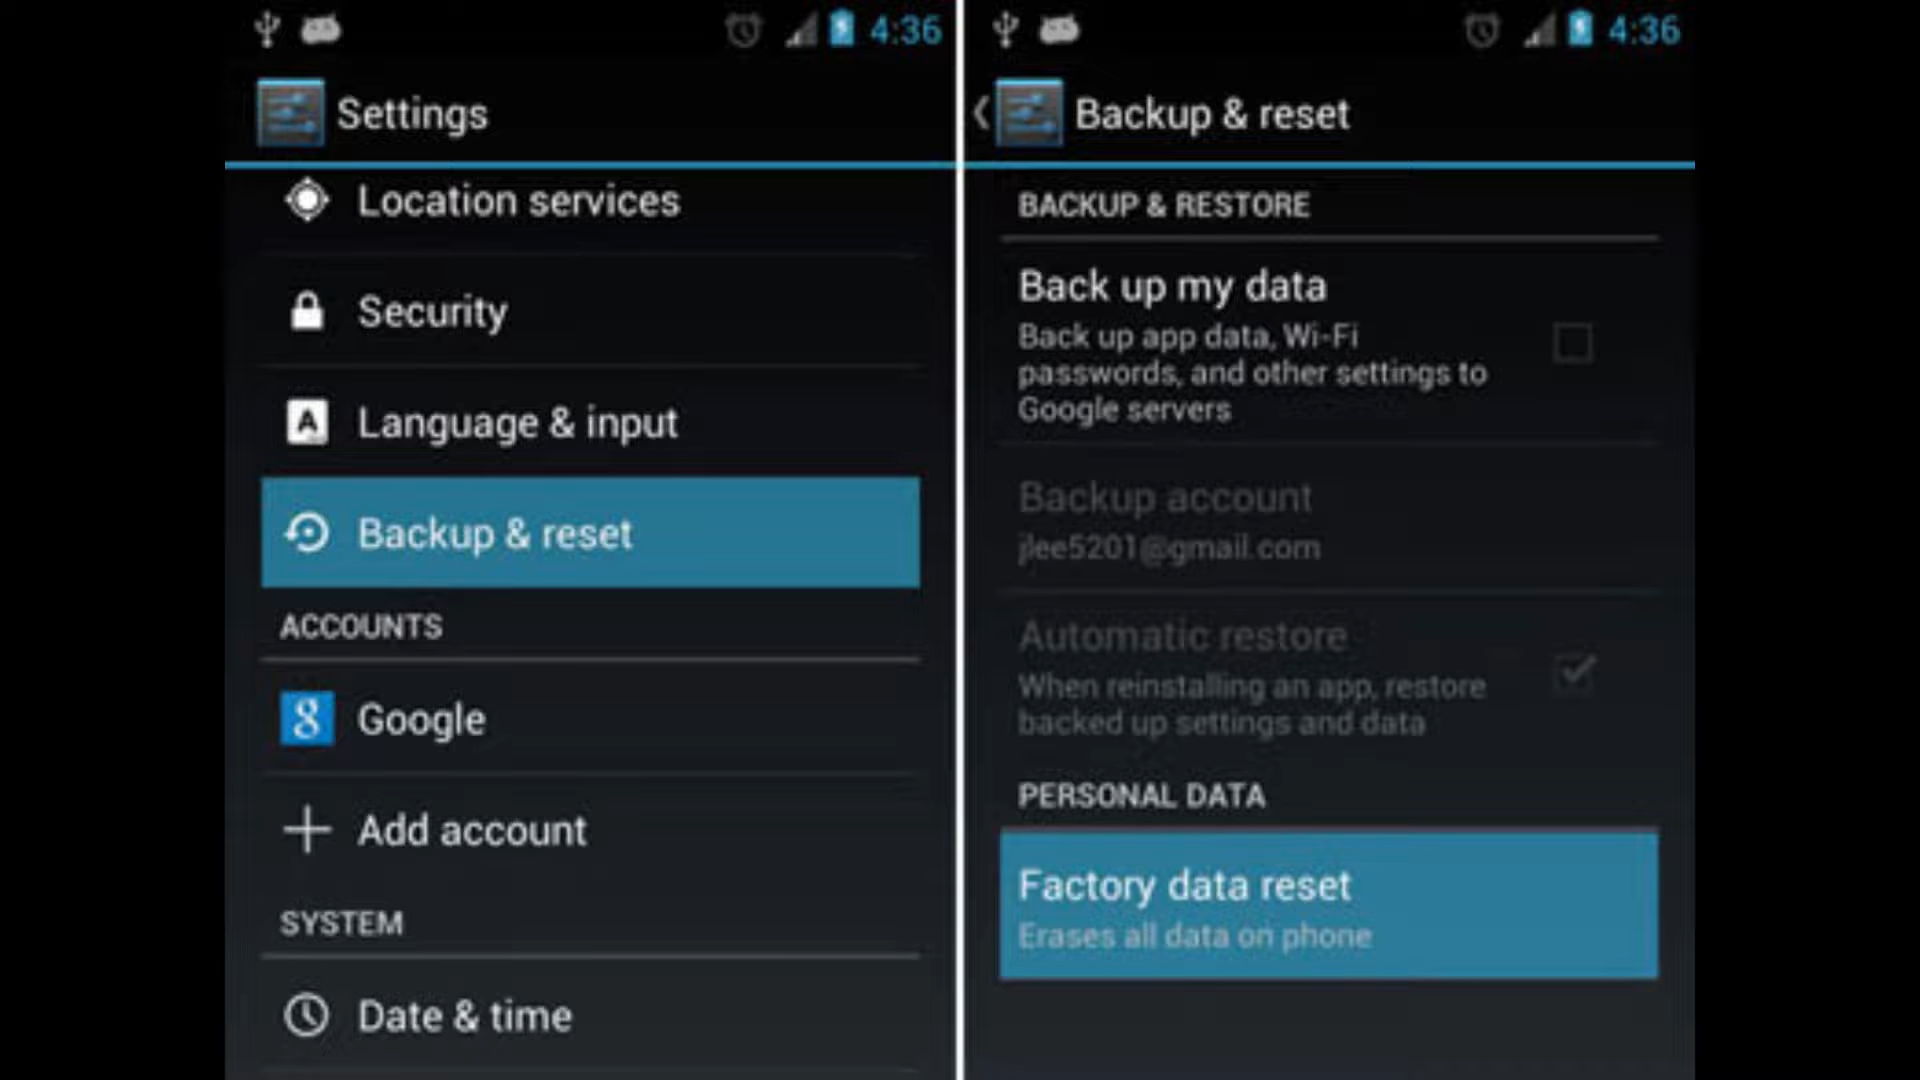 4:36
Settings
Location services
Security
A
Language & input
Backup & reset
ACCOUNTS
8
Google
Add account
SYSTEM
Date & time
4:36
Backup & reset
BACKUP & RESTORE
Back up my data
Back up app data, Wi-Fi
passwords, and other settings to
Google servers
Backup account
jlee5201@gmail.com
Automatic restore
When reinstalling an app, restore
backed up settings and data
PERSONAL DATA
Factory data reset
Erases all data on phone